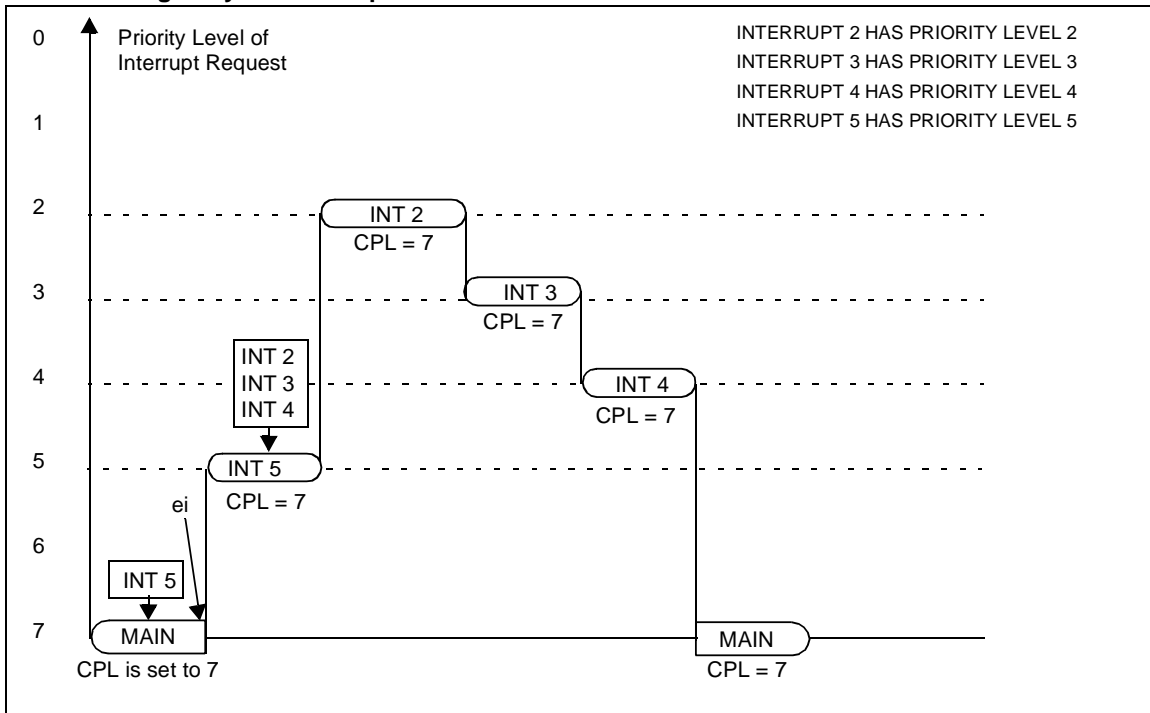 0
Priority Level of
Interrupt Request
INTERRUPT 2 HAS PRIORITY LEVEL 2
INTERRUPT 3 HAS PRIORITY LEVEL 3
INTERRUPT 4 HAS PRIORITY LEVEL 4
INTERRUPT 5 HAS PRIORITY LEVEL 5
1
2
INT 2
CPL = 7
3
INT 3
CPL = 7
INT 2
INT 3
INT 4
4
INT 4
CPL = 7
5
INT 5
CPL = 7
ei
6
INT 5
7
MAIN
CPL is set to 7
MAIN
CPL = 7